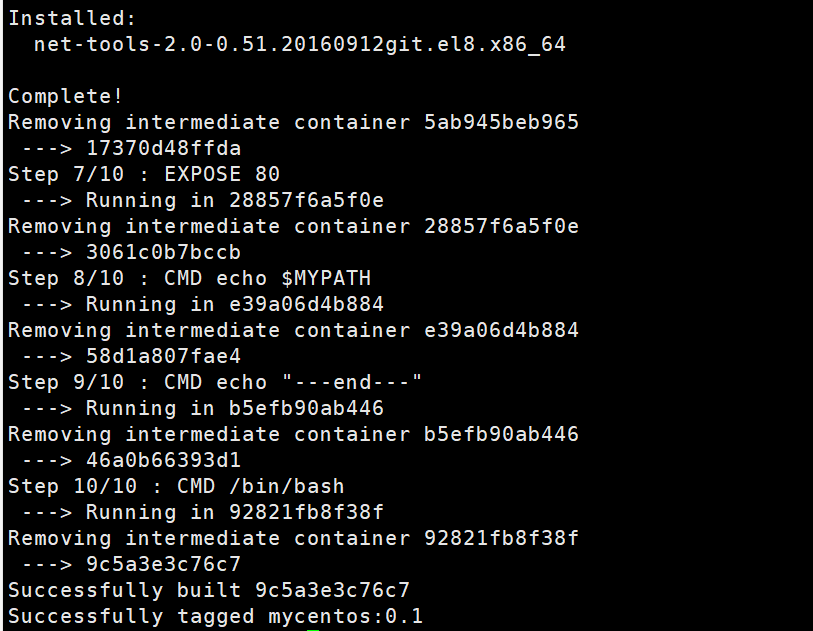 Installed:
  net-tools-2.0-0.51.20160912git.el8.x86_64
Complete!
Removing intermediate container 5ab945beb965
 ---> 17370d48ffda
Step 7/10 : EXPOSE 80
 ---> Running in 28857f6a5f0e
Removing intermediate container 28857f6a5f0e
 ---> 3061c0b7bccb
Step 8/10 : CMD echo $MYPATH
 ---> Running in e39a06d4b884
Removing intermediate container e39a06d4b884
 ---> 58d1a807fae4
Step 9/10 : CMD echo "---end---"
 ---> Running in b5efb90ab446
Removing intermediate container b5efb90ab446
 ---> 46a0b66393d1
Step 10/10 : CMD /bin/bash
 ---> Running in 92821fb8f38f
Removing intermediate container 92821fb8f38f
 ---> 9c5a3e3c76c7
Successfully built 9c5a3e3c76c7
Successfully tagged mycentos:0.1